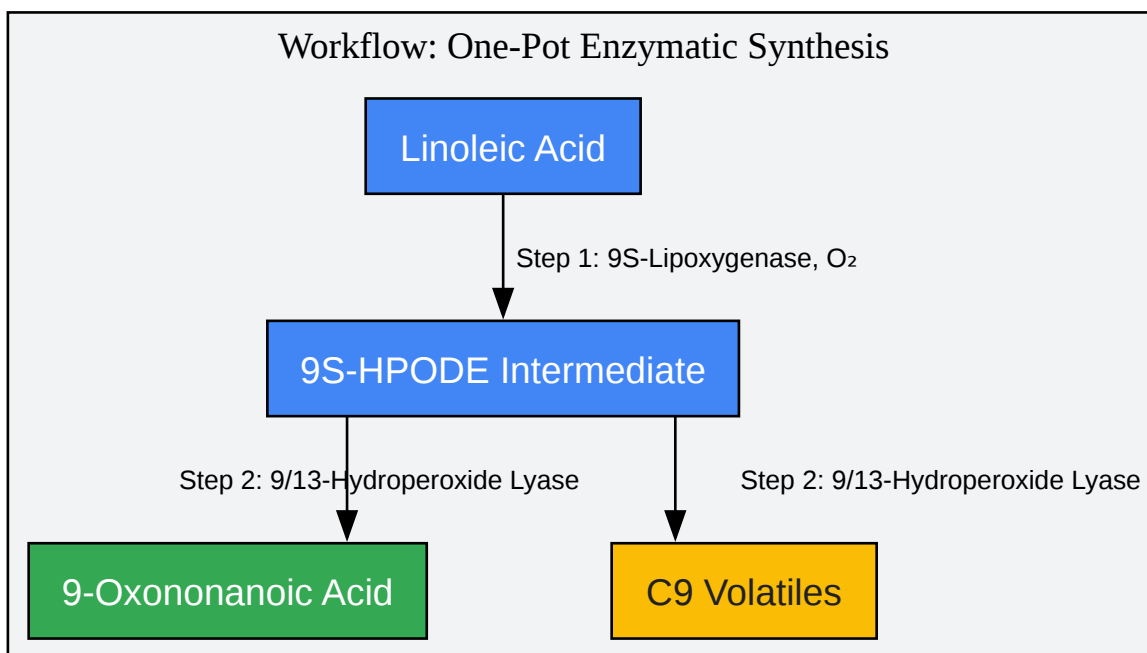 Workflow: One-Pot Enzymatic Synthesis
Linoleic Acid
Step 1: 9S-Lipoxygenase, O₂
9S-HPODE Intermediate
Step 2: 9/13-Hydroperoxide Lyase
Step 2: 9/13-Hydroperoxide Lyase
9-Oxononanoic Acid
C9 Volatiles